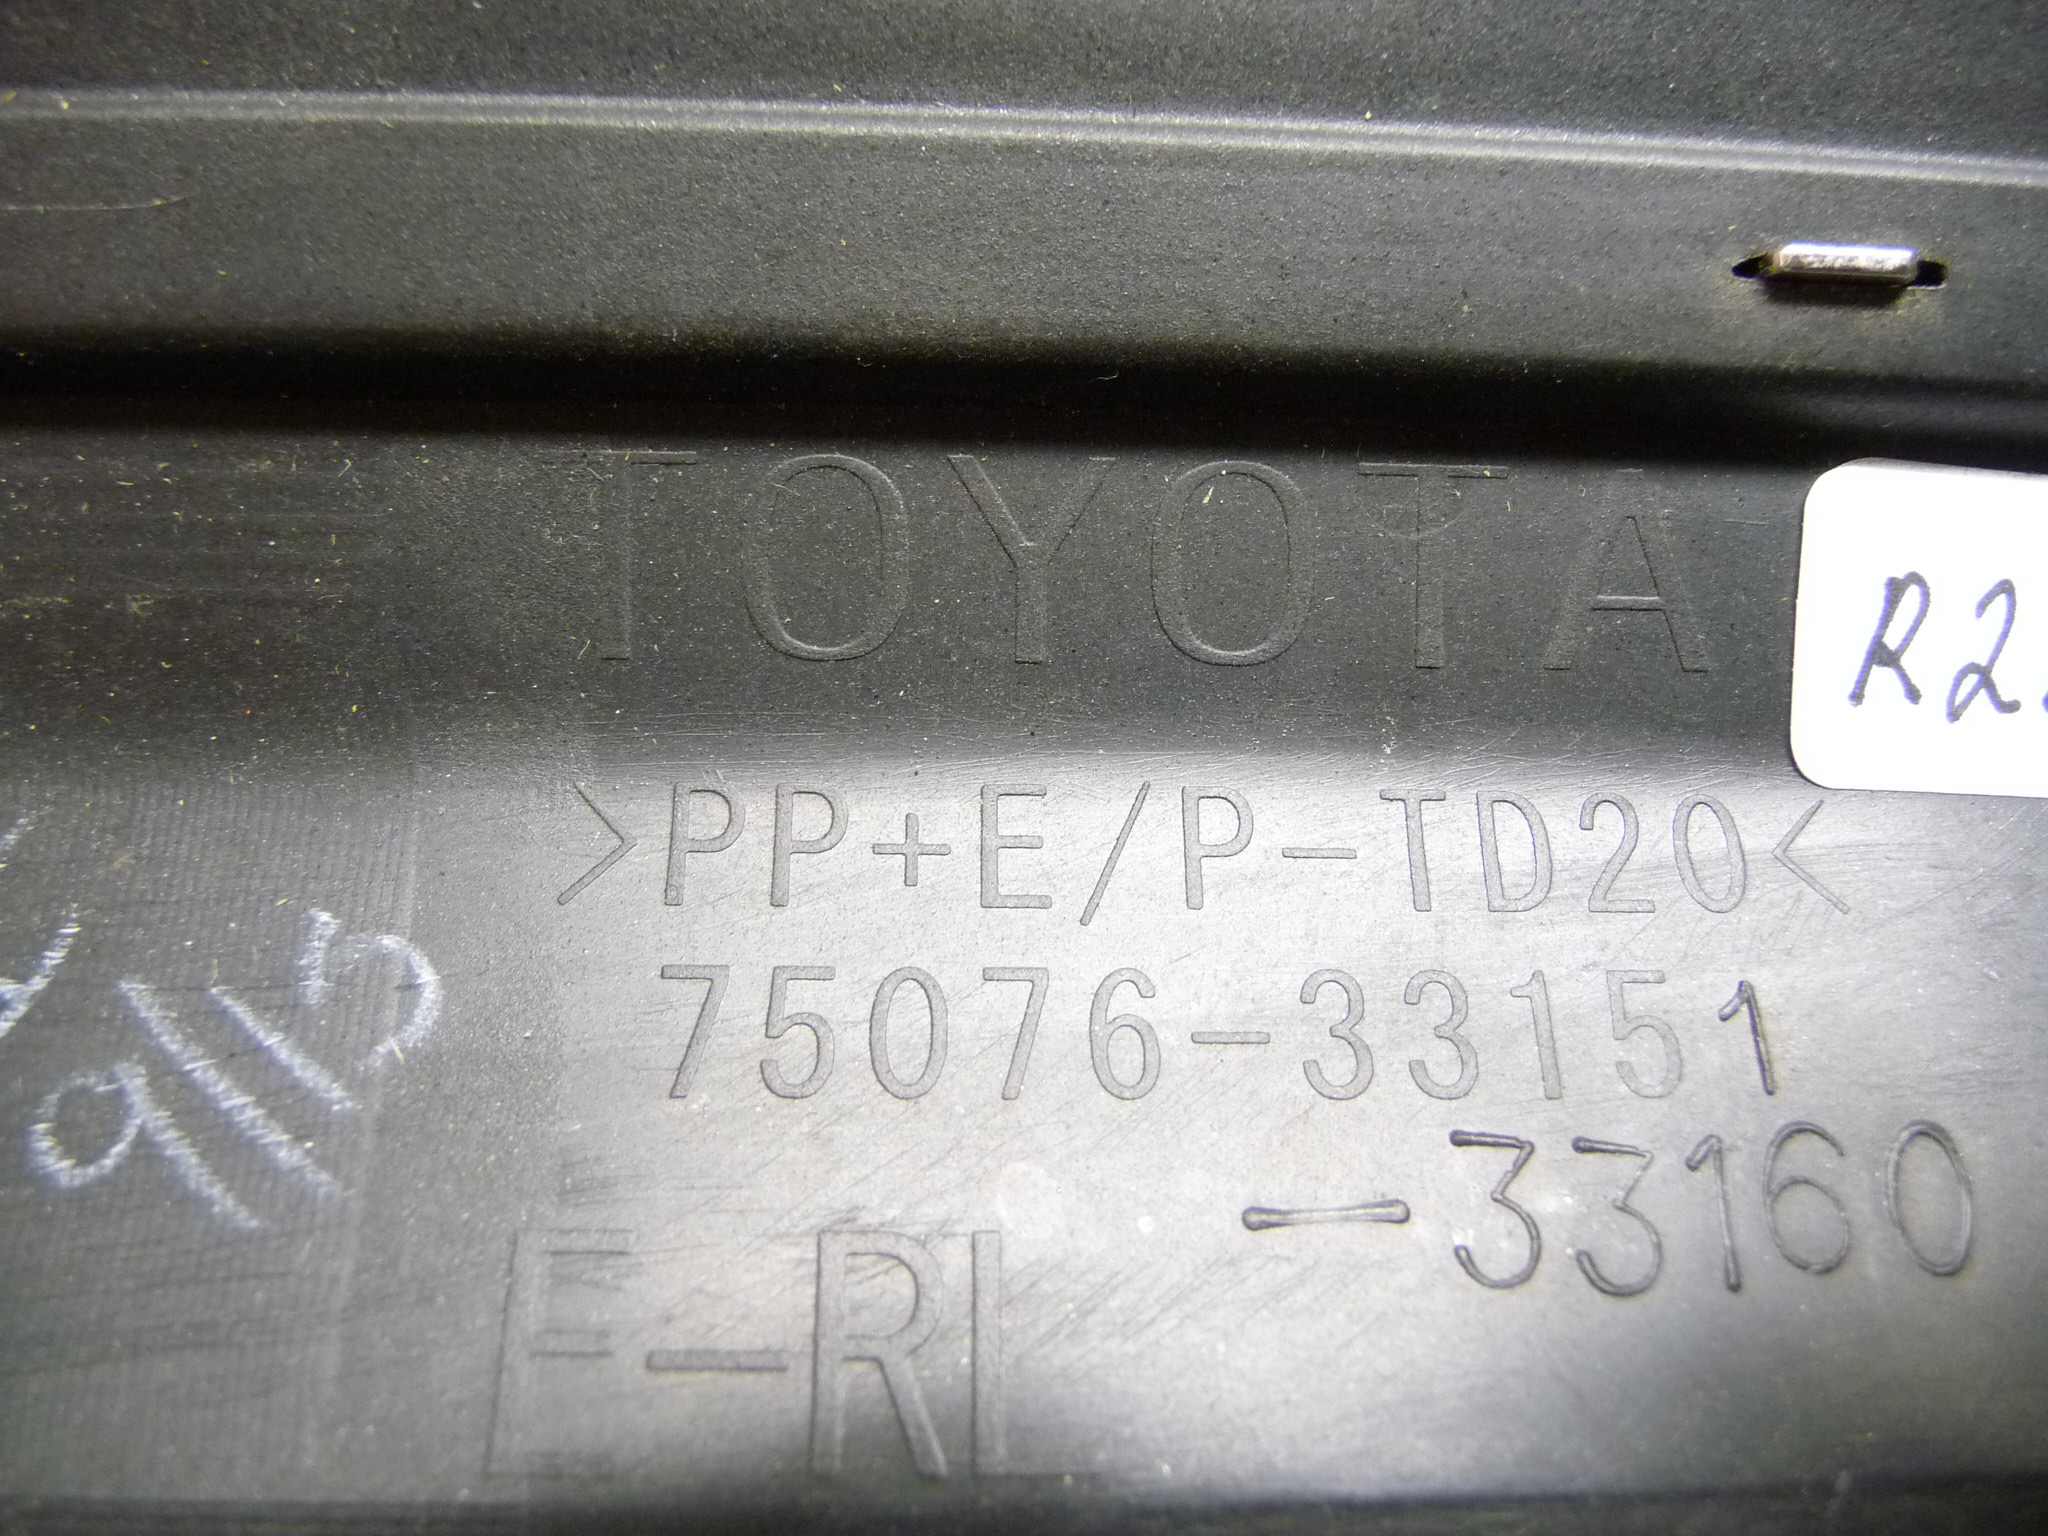 TOYOTA
R2
>PP+E/P-TD20<
75076-33151
-33160
E-RL